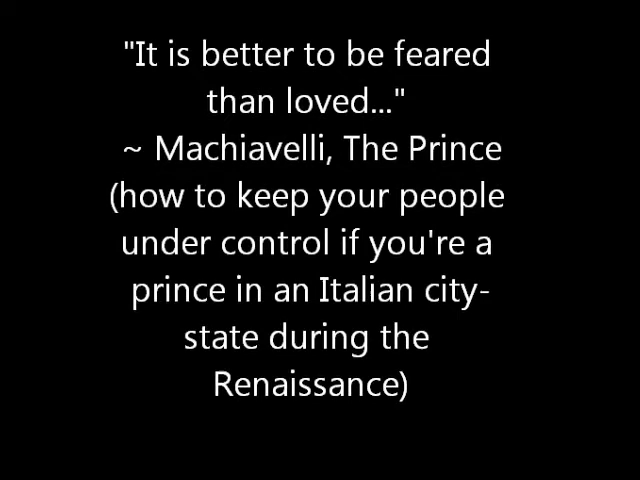 "It is better to be feared
than loved..."
~ Machiavelli, The Prince
(how to keep your people
under control if you're a
prince in an Italian city-
state during the
Renaissance)